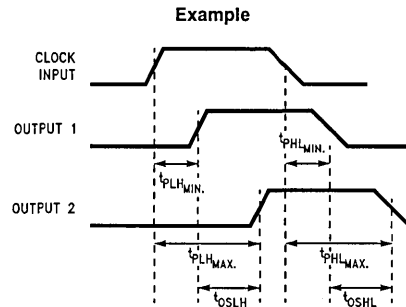 Example
CLOCK
INPUT
OUTPUT 1
tPLHMIN.
tPHLMIN.
OUTPUT 2
tPLHMAX.
tPHLMAX.
tOSLH
tOSHL